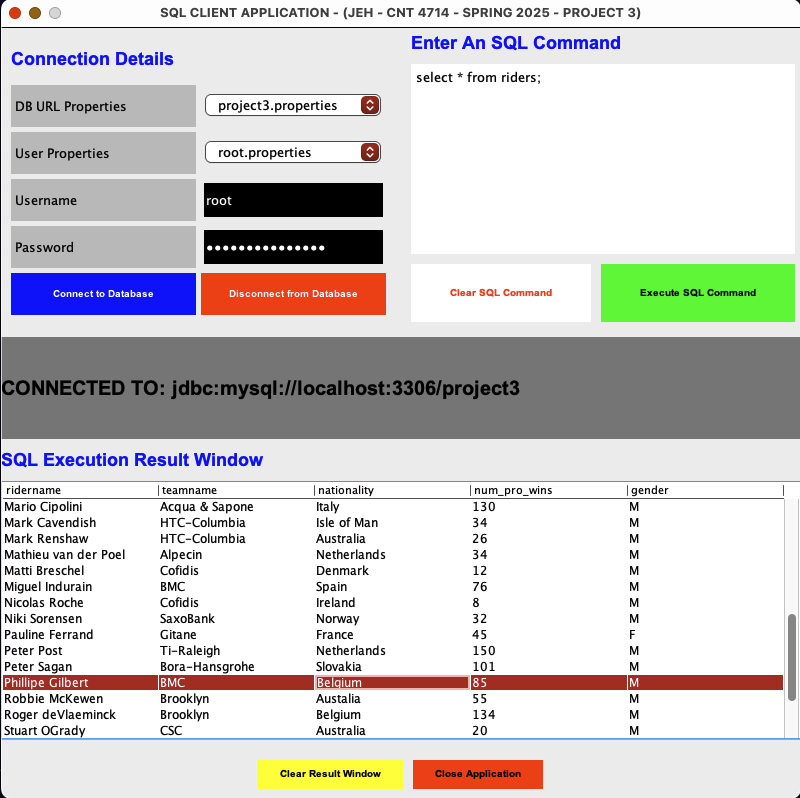 SQL CLIENT APPLICATION - (JEH - CNT 4714 - SPRING 2025 - PROJECT 3)
Connection Details
DB URL Properties
project3.properties
User Properties
root.properties
Username
root
Password
●●●●●●●●●●●●●●●
Connect to Database
Disconnect from Database
Enter An SQL Command
select * from riders;
Clear SQL Command
Execute SQL Command
CONNECTED TO: jdbc:mysql://localhost:3306/project3
SQL Execution Result Window
ridername teamname nationality num_pro_wins gender
Mario Cipolini Acqua & Sapone Italy 130 M
Mark Cavendish HTC-Columbia Isle of Man 34 M
Mark Renshaw HTC-Columbia Australia 26 M
Mathieu van der Poel Alpecin Netherlands 34 M
Matti Breschel Cofidis Denmark 12 M
Miguel Indurain BMC Spain 76 M
Nicolas Roche Cofidis Ireland 8 M
Niki Sorensen SaxoBank Norway 32 M
Pauline Ferrand Gitane France 45 F
Peter Post Ti-Raleigh Netherlands 150 M
Peter Sagan Bora-Hansgrohe Slovakia 101 M
Phillipe Gilbert BMC Belgium 85 M
Robbie McKewen Brooklyn Austalia 55 M
Roger deVlaeminck Brooklyn Belgium 134 M
Stuart OGrady CSC Australia 20 M
Clear Result Window
Close Application